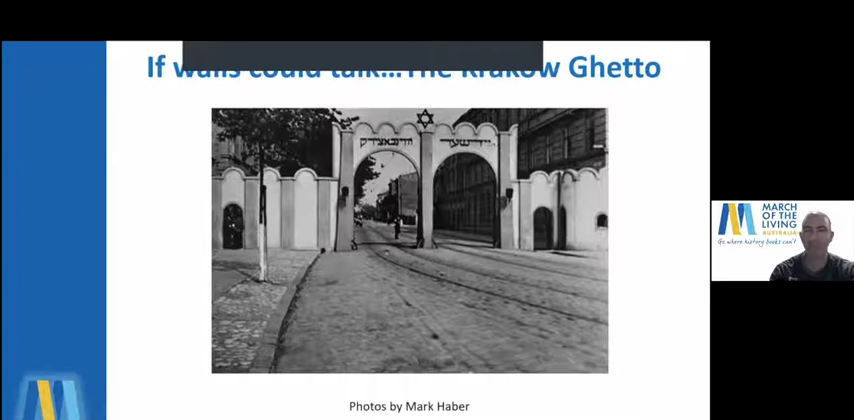 If walls could talk...The Krakow Ghetto
MARCH
OF THE
LIVING
AUSTRALIA
Go where history books can't
Photos by Mark Haber